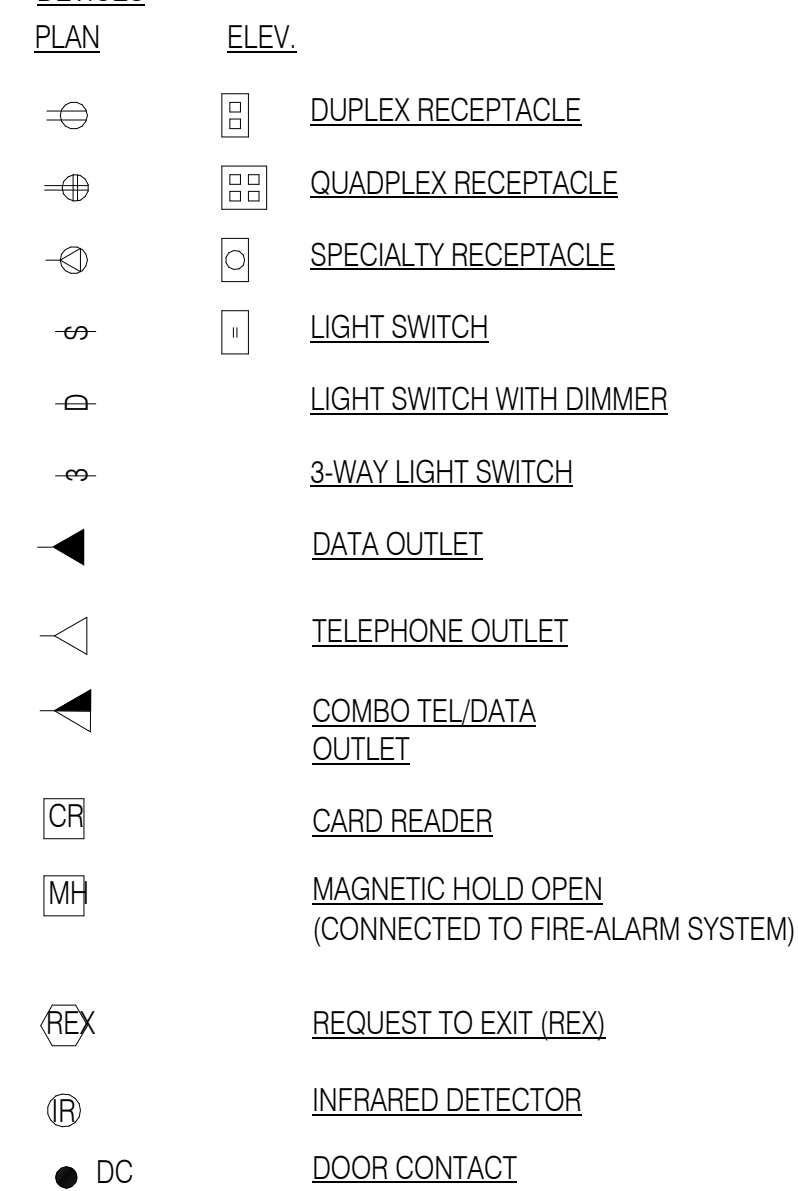 PLAN ELEV.
DUPLEX RECEPTACLE
QUADPLEX RECEPTACLE
SPECIALTY RECEPTACLE
S LIGHT SWITCH
D LIGHT SWITCH WITH DIMMER
3 3-WAY LIGHT SWITCH
DATA OUTLET
TELEPHONE OUTLET
COMBO TEL/DATA
OUTLET
CR CARD READER
MH MAGNETIC HOLD OPEN
(CONNECTED TO FIRE-ALARM SYSTEM)
REX REQUEST TO EXIT (REX)
IR INFRARED DETECTOR
DC DOOR CONTACT